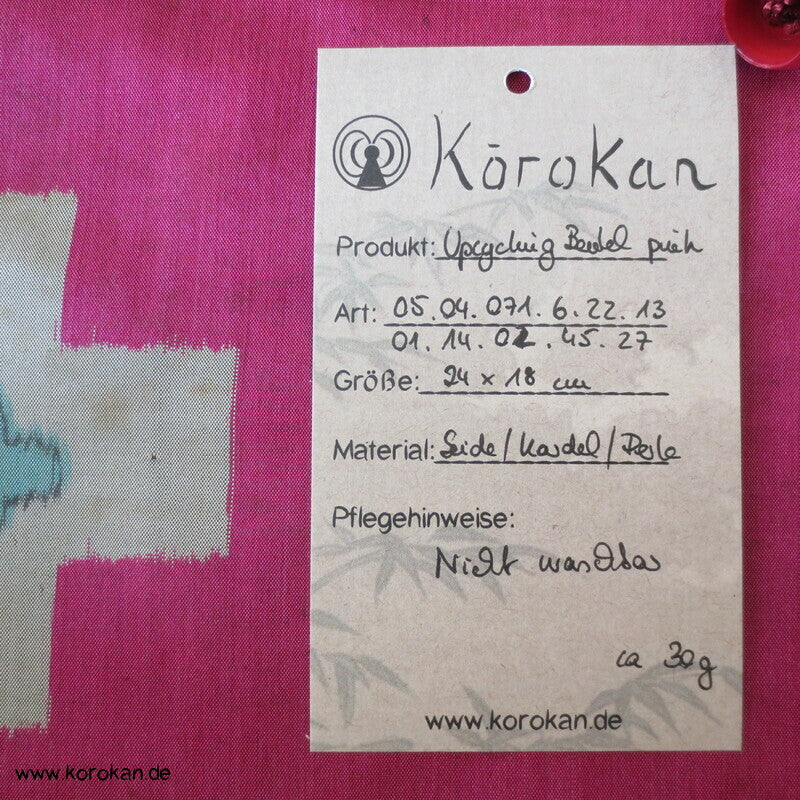 Kōrokan
Produkt: Upcycling Beutel pink
Art: 05.04.071.6.22.13
01.14.02.45.27
Größe: 24 x 18 cm
Material: Seide/Kordel/Perle
Pflegehinweise:
Nicht waschbar
ca 30g
www.korokan.de
www.korokan.de